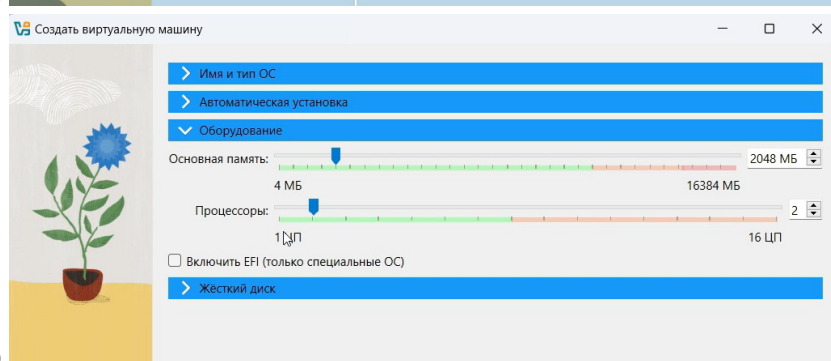 Создать виртуальную машину
Имя и тип ОС
Автоматическая установка
Оборудование
Основная память: 2048 МБ
4 МБ 16384 МБ
Процессоры: 2
1 ЦП 16 ЦП
Включить EFI (только специальные ОС)
Жёсткий диск